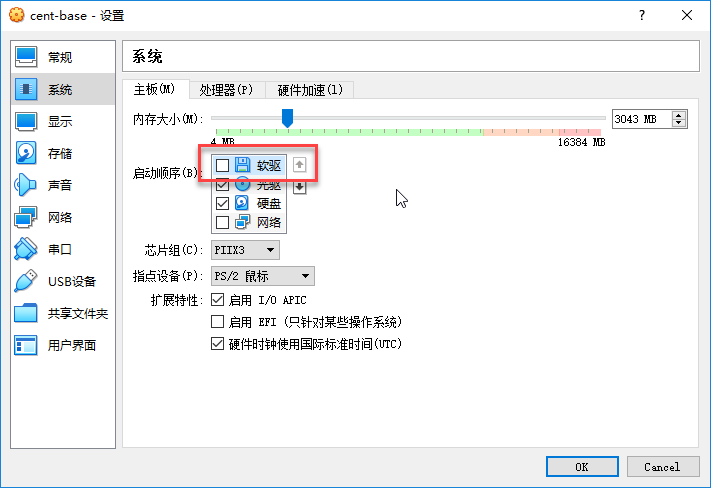 cent-base - 设置
?
常规
系统
显示
存储
声音
网络
串口
USB设备
共享文件夹
用户界面
系统
主板(M) 处理器(P) 硬件加速(l)
内存大小(M): 3043 MB
4 MB 16384 MB
启动顺序(B): 软驱
光驱
硬盘
网络
芯片组(C): PIIX3
指点设备(P): PS/2 鼠标
扩展特性: 启用 I/O APIC
启用 EFI (只针对某些操作系统)
硬件时钟使用国际标准时间(UTC)
OK Cancel